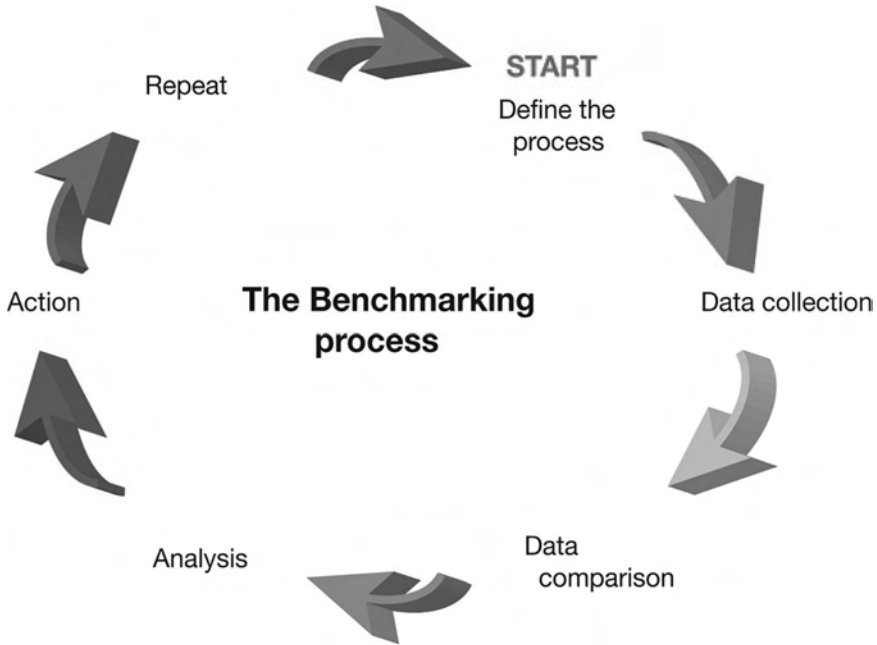 Repeat
START
Define the
process
Data collection
The Benchmarking
process
Action
Data
comparison
Analysis